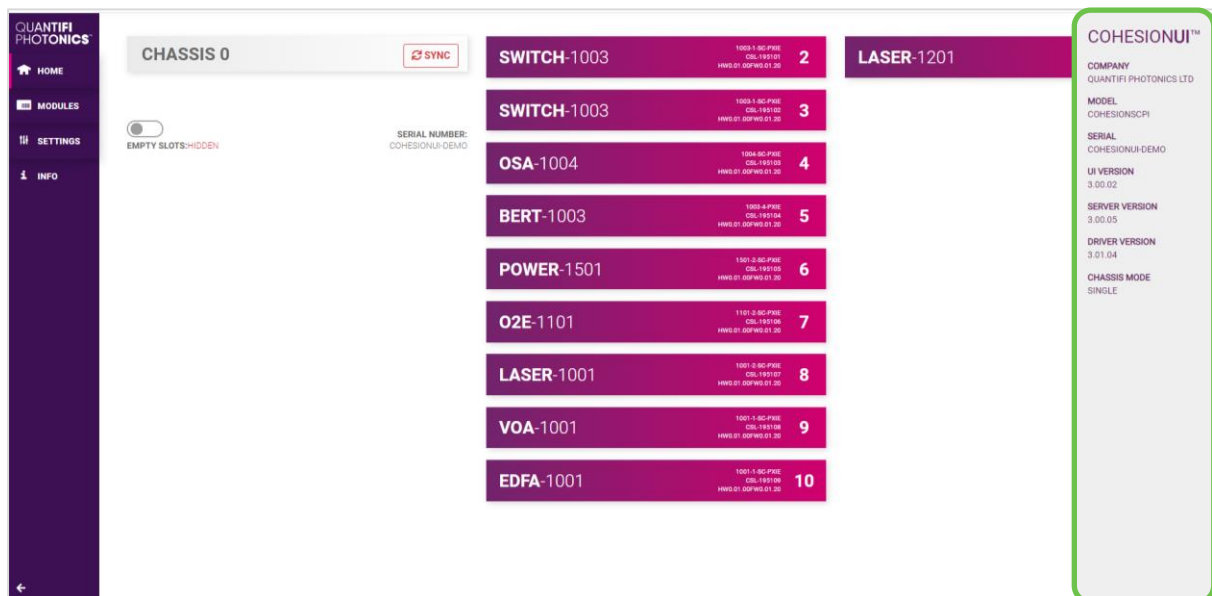 QUANTIFI
PHOTONICS
HOME
MODULES
SETTINGS
i INFO
CHASSIS 0
SYNC
EMPTY SLOTS:HIDDEN
SERIAL NUMBER:
COHESIONUI-DEMO
SWITCH-1003
1003-1-SC-PXIE
CSL-195101
HW0.01.00FW0.01.20
2
SWITCH-1003
1003-1-SC-PXIE
CSL-195102
HW0.01.00FW0.01.20
3
OSA-1004
1004-SC-PXIE
CSL-195103
HW0.01.00FW0.01.20
4
BERT-1003
1003-4-PXIE
CSL-195104
HW0.01.00FW0.01.20
5
POWER-1501
1501-2-SC-PXIE
CSL-195105
HW0.01.00FW0.01.20
6
O2E-1101
1101-2-SC-PXIE
CSL-195106
HW0.01.00FW0.01.20
7
LASER-1001
1001-2-SC-PXIE
CSL-195107
HW0.01.00FW0.01.20
8
VOA-1001
1001-1-SC-PXIE
CSL-195108
HW0.01.00FW0.01.20
9
EDFA-1001
1001-1-SC-PXIE
CSL-195109
HW0.01.00FW0.01.20
10
LASER-1201
COHESIONUI™
COMPANY
QUANTIFI PHOTONICS LTD
MODEL
COHESIONSCPI
SERIAL
COHESIONUI-DEMO
UI VERSION
3.00.02
SERVER VERSION
3.00.05
DRIVER VERSION
3.01.04
CHASSIS MODE
SINGLE